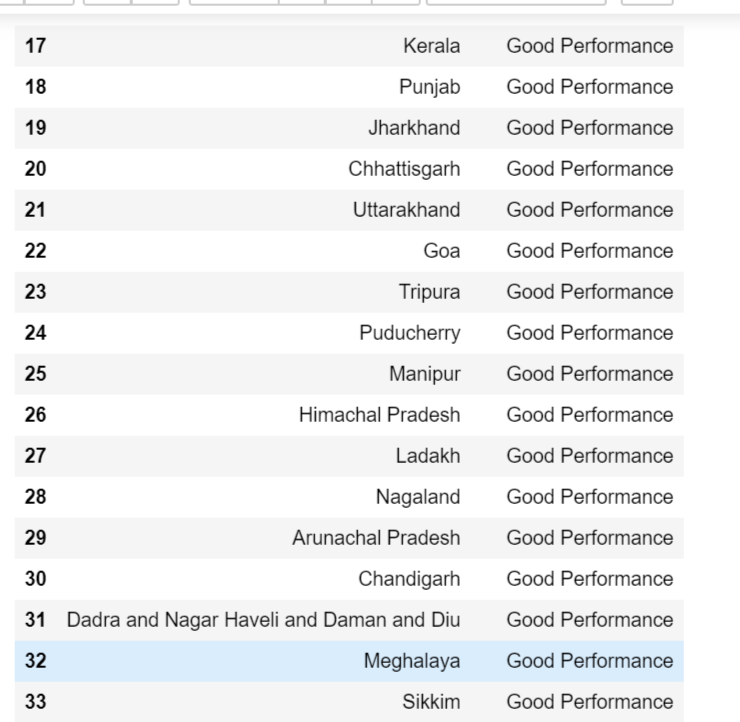 17 Kerala Good Performance
18 Punjab Good Performance
19 Jharkhand Good Performance
20 Chhattisgarh Good Performance
21 Uttarakhand Good Performance
22 Goa Good Performance
23 Tripura Good Performance
24 Puducherry Good Performance
25 Manipur Good Performance
26 Himachal Pradesh Good Performance
27 Ladakh Good Performance
28 Nagaland Good Performance
29 Arunachal Pradesh Good Performance
30 Chandigarh Good Performance
31 Dadra and Nagar Haveli and Daman and Diu Good Performance
32 Meghalaya Good Performance
33 Sikkim Good Performance